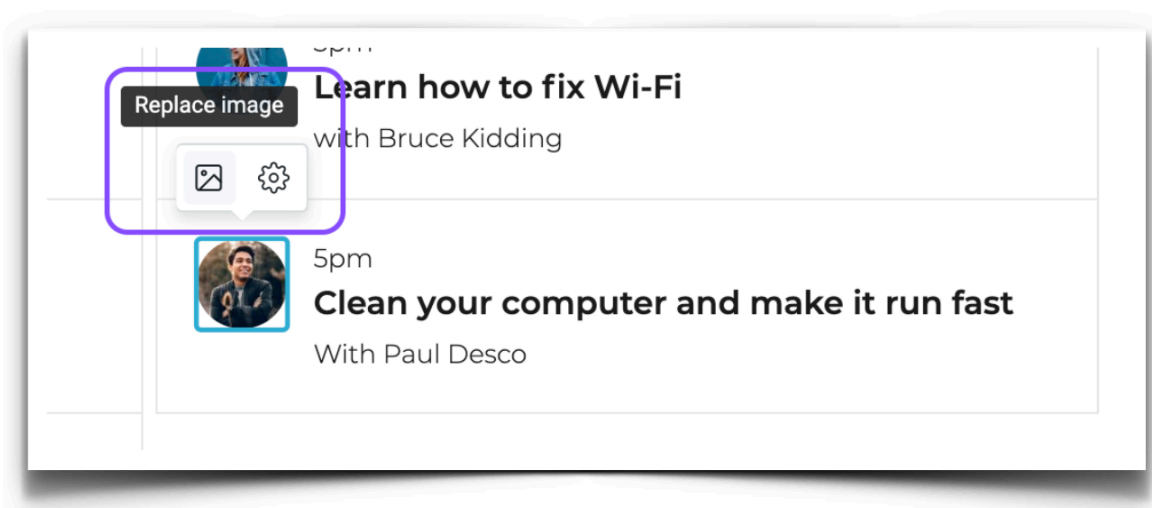 Learn how to fix Wi-Fi
Replace image
with Bruce Kidding
5pm
Clean your computer and make it run fast
With Paul Desco